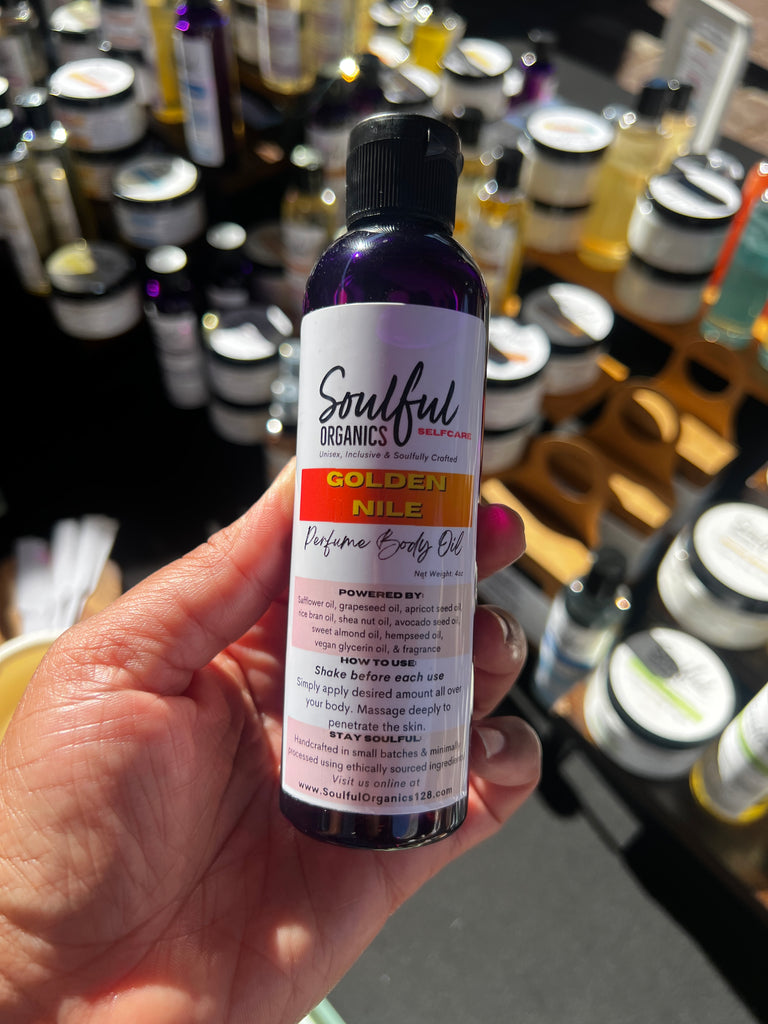 Soulful
ORGANICS SELFCARE
Unisex, Inclusive & Soulfully Crafted
GOLDEN
NILE
Perfume Body Oil
Net Weight: 4oz
POWERED BY:
Safflower oil, grapeseed oil, apricot seed oil,
rice bran oil, shea nut oil, avocado seed oil,
sweet almond oil, hempseed oil,
vegan glycerin oil, & fragrance
HOW TO USE:
Shake before each use
Simply apply desired amount all over
your body. Massage deeply to
penetrate the skin.
STAY SOULFUL:
Handcrafted in small batches & minimally
processed using ethically sourced ingredients
Visit us online at
www.SoulfulOrganics128.com